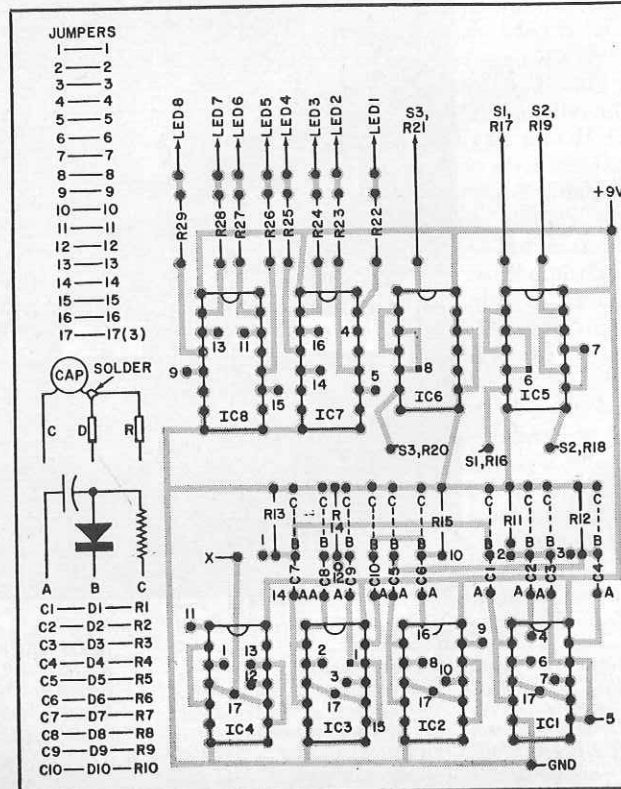 JUMPERS
1——1
2——2
3——3
4——4
5——5
6——6
7——7
8——8
9——9
10——10
11——11
12——12
13——13
14——14
15——15
16——16
17——17(3)
CAP
SOLDER
C D R
A B C
C1—D1—R1
C2—D2—R2
C3—D3—R3
C4—D4—R4
C5—D5—R5
C6—D6—R6
C7—D7—R7
C8—D8—R8
C9—D9—R9
C10—D10—R10
LED8 LED7 LED6 LED5 LED4 LED3 LED2 LED1
S3, R21
S1, R17
S2, R19
+9V
R29 R28 R27 R26 R25 R24 R23 R22
13 11 16 4
9 15 14 5 8 6 7
IC8 IC7 IC6 IC5
S3,R20 S1,R16 S2,R18
C C C C C C C C C C
R13 R14 R15 R11 R12
X 1 B B B B B B 10 B 2 B B 3 B
C7 C8 C9 C10 C5 C6 C1 C2 C3 C4
14 A A A A A A A A A A
11 16 9 4
1 13 2 1 8 6
12 3 10 7
17 17 17 17
15 5
IC4 IC3 IC2 IC1
GND